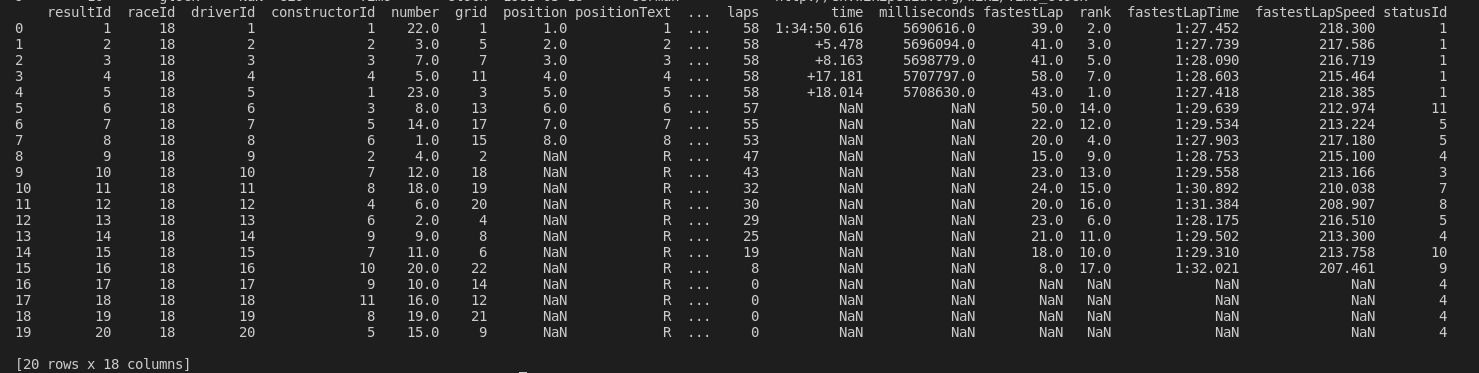 resultId raceId driverId constructorId number grid position positionText ... laps time milliseconds fastestLap rank fastestLapTime fastestLapSpeed statusId
0 1 18 1 1 22.0 1 1.0 1 ... 58 1:34:50.616 5690616.0 39.0 2.0 1:27.452 218.300 1
1 2 18 2 2 3.0 5 2.0 2 ... 58 +5.478 5696094.0 41.0 3.0 1:27.739 217.586 1
2 3 18 3 3 7.0 7 3.0 3 ... 58 +8.163 5698779.0 41.0 5.0 1:28.090 216.719 1
3 4 18 4 4 5.0 11 4.0 4 ... 58 +17.181 5707797.0 58.0 7.0 1:28.603 215.464 1
4 5 18 5 1 23.0 3 5.0 5 ... 58 +18.014 5708630.0 43.0 1.0 1:27.418 218.385 1
5 6 18 6 3 8.0 13 6.0 6 ... 57 NaN NaN 50.0 14.0 1:29.639 212.974 11
6 7 18 7 5 14.0 17 7.0 7 ... 55 NaN NaN 22.0 12.0 1:29.534 213.224 5
7 8 18 8 6 1.0 15 8.0 8 ... 53 NaN NaN 20.0 4.0 1:27.903 217.180 5
8 9 18 9 2 4.0 2 NaN R ... 47 NaN NaN 15.0 9.0 1:28.753 215.100 4
9 10 18 10 7 12.0 18 NaN R ... 43 NaN NaN 23.0 13.0 1:29.558 213.166 3
10 11 18 11 8 18.0 19 NaN R ... 32 NaN NaN 24.0 15.0 1:30.892 210.038 7
11 12 18 12 4 6.0 20 NaN R ... 30 NaN NaN 20.0 16.0 1:31.384 208.907 8
12 13 18 13 6 2.0 4 NaN R ... 29 NaN NaN 23.0 6.0 1:28.175 216.510 5
13 14 18 14 9 9.0 8 NaN R ... 25 NaN NaN 21.0 11.0 1:29.502 213.300 4
14 15 18 15 7 11.0 6 NaN R ... 19 NaN NaN 18.0 10.0 1:29.310 213.758 10
15 16 18 16 10 20.0 22 NaN R ... 8 NaN NaN 8.0 17.0 1:32.021 207.461 9
16 17 18 17 9 10.0 14 NaN R ... 0 NaN NaN NaN NaN NaN NaN 4
17 18 18 18 11 16.0 12 NaN R ... 0 NaN NaN NaN NaN NaN NaN 4
18 19 18 19 8 19.0 21 NaN R ... 0 NaN NaN NaN NaN NaN NaN 4
19 20 18 20 5 15.0 9 NaN R ... 0 NaN NaN NaN NaN NaN NaN 4
[20 rows x 18 columns]